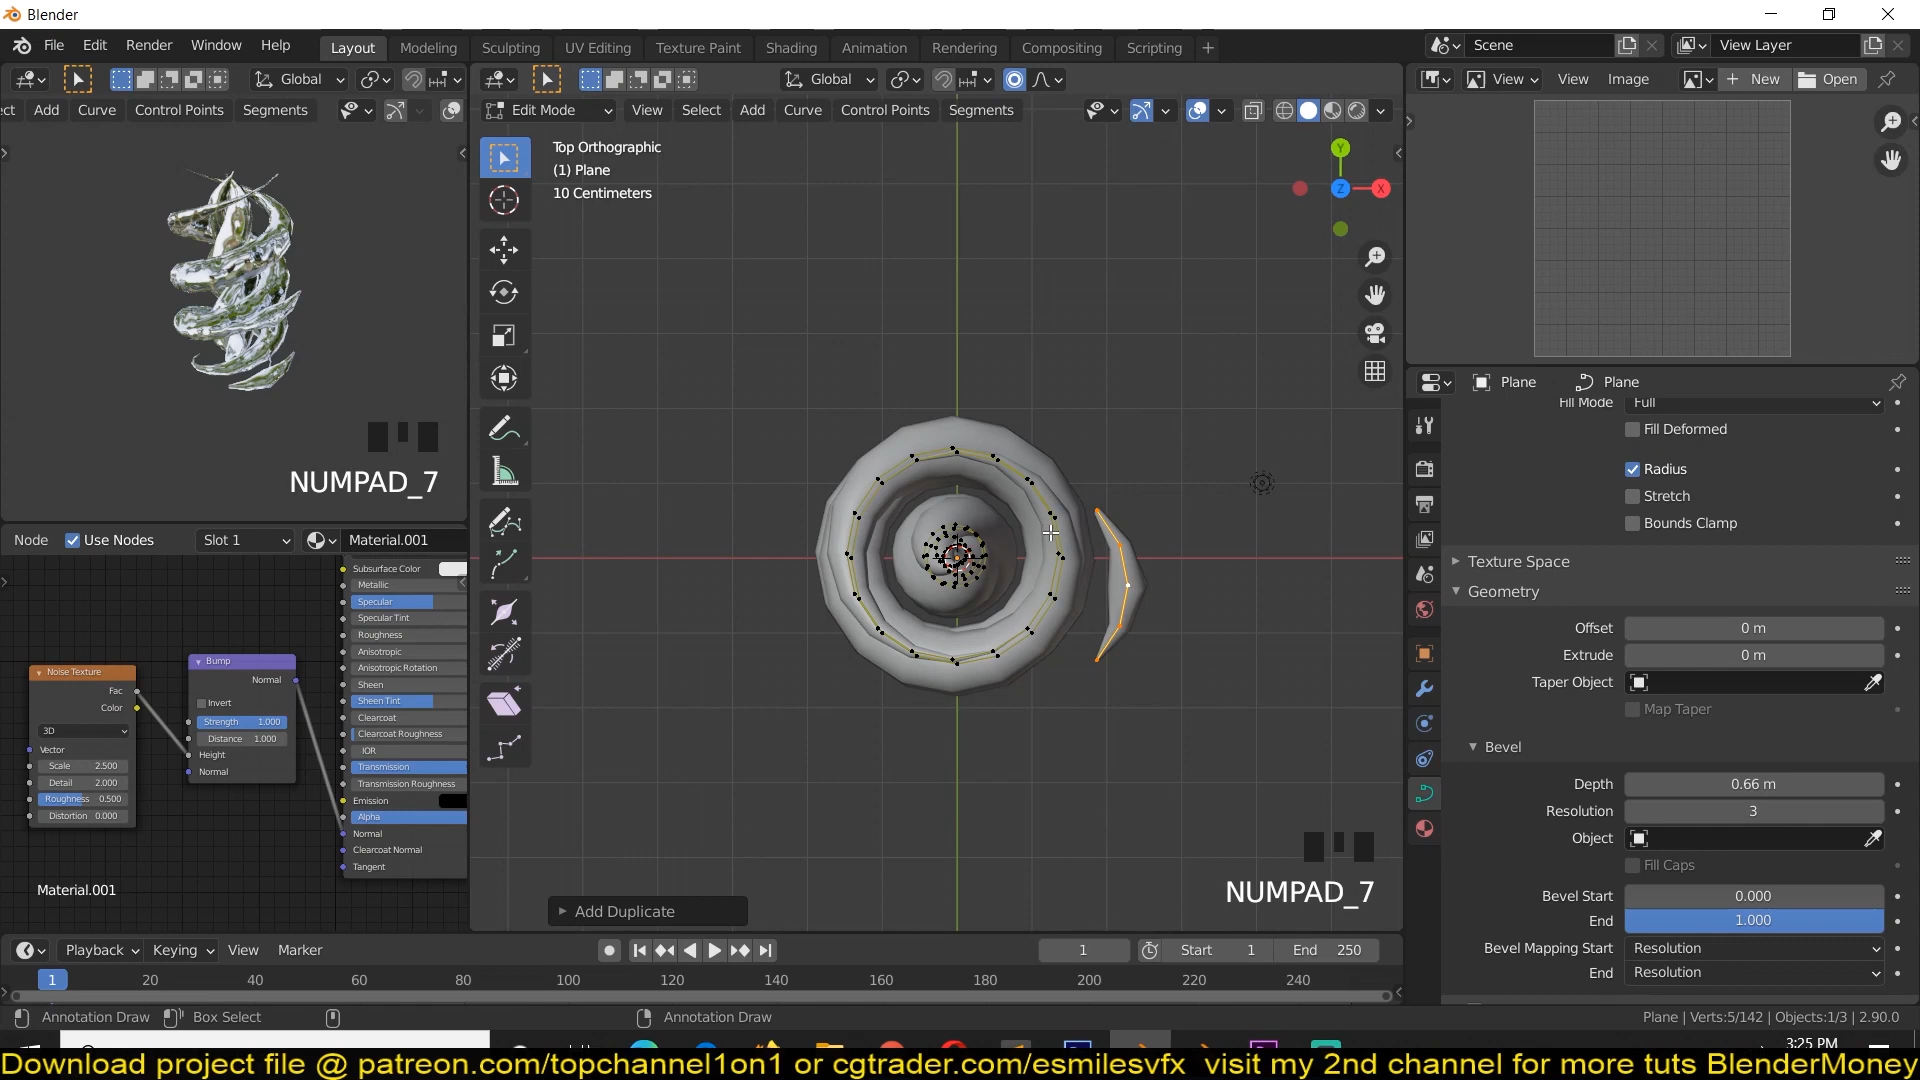 Blender
File Edit Render Window Help Layout Modeling Sculpting UV Editing Texture Paint Shading Animation Rendering Compositing Scripting + Scene View Layer
Global Global View View Image New Open
ect Add Curve Control Points Segments Edit Mode View Select Add Curve Control Points Segments
Top Orthographic
(1) Plane
10 Centimeters
Y
Z X
NUMPAD_7
NUMPAD_7
Add Duplicate
Plane Plane
Fill Mode Full
Fill Deformed
Radius
Stretch
Bounds Clamp
Texture Space
Geometry
Offset 0 m
Extrude 0 m
Taper Object
Map Taper
Bevel
Depth 0.66 m
Resolution 3
Object
Fill Caps
Bevel Start 0.000
End 1.000
Bevel Mapping Start Resolution
End Resolution
Node Use Nodes Slot 1 Material.001
Noise Texture
Fac
Color
3D
Vector
Scale 2.500
Detail 2.000
Roughness 0.500
Distortion 0.000
Bump
Normal
Invert
Strength 1.000
Distance 1.000
Height
Normal
Subsurface Color
Metallic
Specular
Specular Tint
Roughness
Anisotropic
Anisotropic Rotation
Sheen
Sheen Tint
Clearcoat
Clearcoat Roughness
IOR
Transmission
Transmission Roughness
Emission
Alpha
Normal
Clearcoat Normal
Tangent
Material.001
Playback Keying View Marker 1 Start 1 End 250
1 20 40 60 80 100 120 140 160 180 200 220 240
Annotation Draw Box Select Annotation Draw Plane | Verts:5/142 | Objects:1/3 | 2.90.0
3:25 PM
Download project file @ patreon.com/topchannel1on1 or cgtrader.com/esmilesvfx visit my 2nd channel for more tuts BlenderMoney